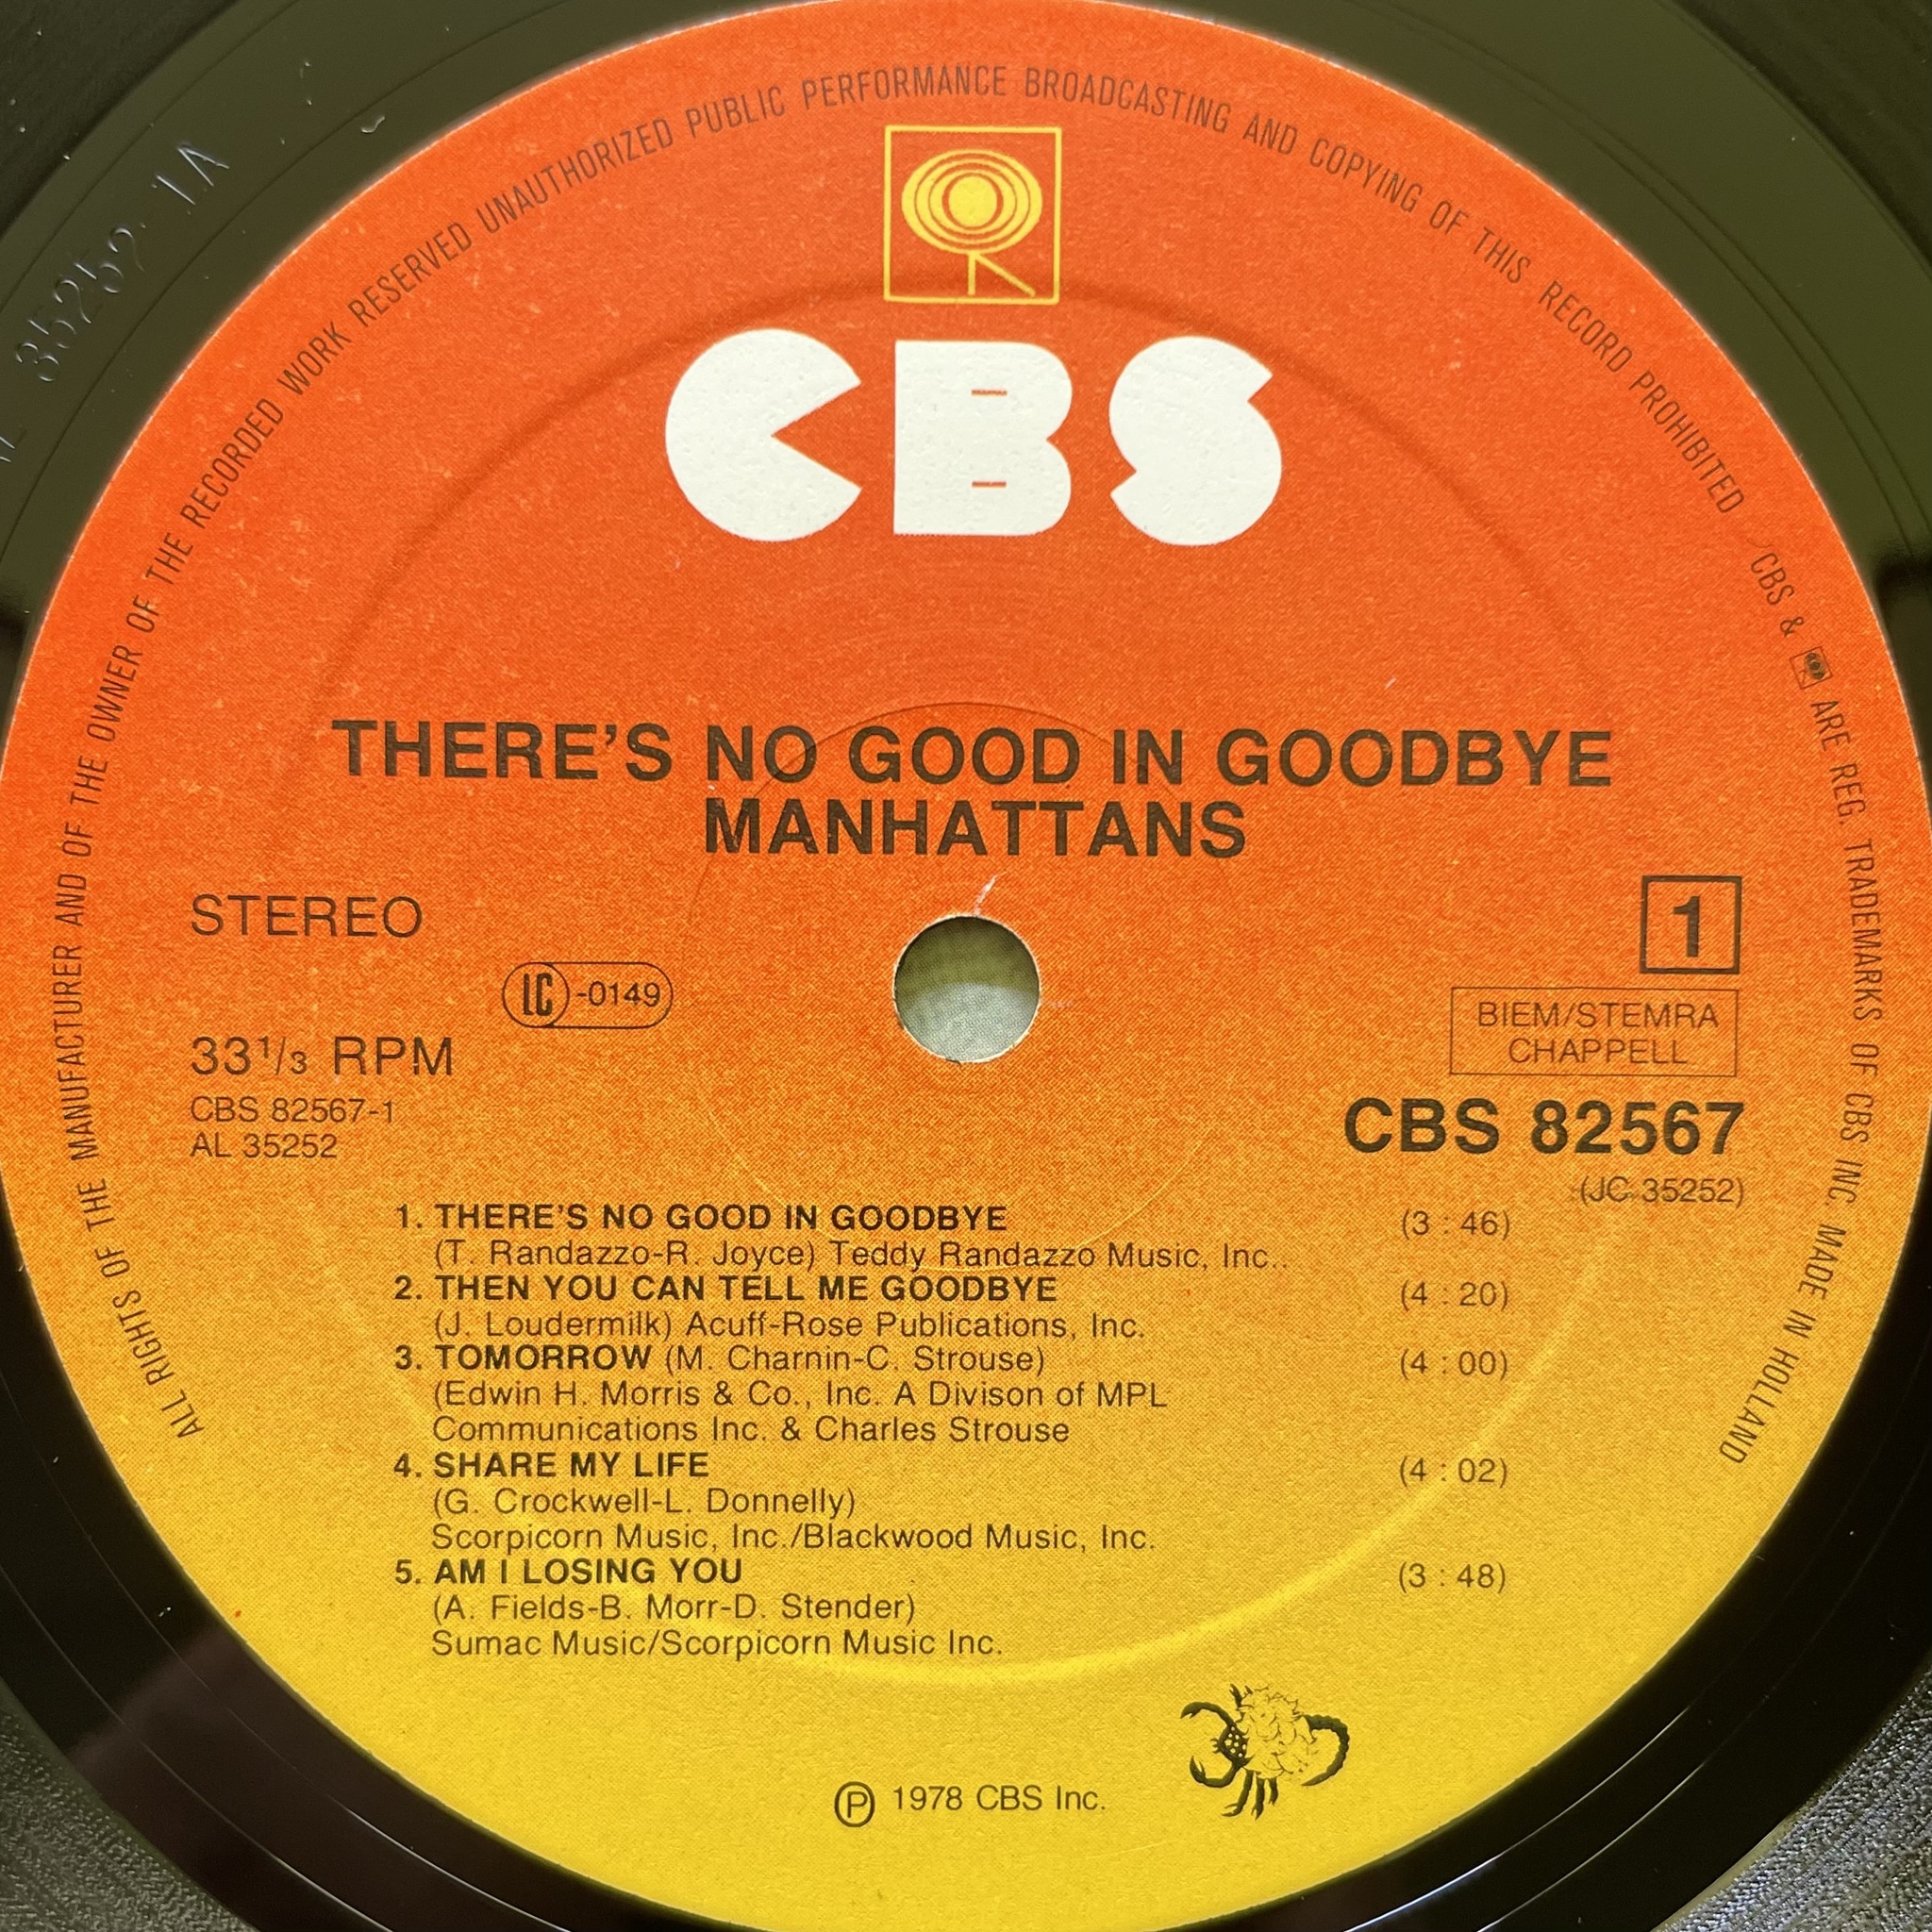 ALL RIGHTS OF THE MANUFACTURER AND OF THE OWNER OF THE RECORDED WORK RESERVED UNAUTHORIZED PUBLIC PERFORMANCE BROADCASTING AND COPYING OF THIS RECORD PROHIBITED CBS & ARE REG. TRADEMARKS OF CBS INC. MADE IN HOLLAND
35252 1A
CBS
THERE'S NO GOOD IN GOODBYE
MANHATTANS
STEREO
1
LC -0149
BIEM/STEMRA
CHAPPELL
33 1/3 RPM
CBS 82567-1
AL 35252
CBS 82567
(JC 35252)
1. THERE'S NO GOOD IN GOODBYE (3 : 46)
(T. Randazzo-R. Joyce) Teddy Randazzo Music, Inc..
2. THEN YOU CAN TELL ME GOODBYE (4 : 20)
(J. Loudermilk) Acuff-Rose Publications, Inc.
3. TOMORROW (M. Charnin-C. Strouse) (4 : 00)
(Edwin H. Morris & Co., Inc. A Divison of MPL
Communications Inc. & Charles Strouse
4. SHARE MY LIFE (4 : 02)
(G. Crockwell-L. Donnelly)
Scorpicorn Music, Inc./Blackwood Music, Inc.
5. AM I LOSING YOU (3 : 48)
(A. Fields-B. Morr-D. Stender)
Sumac Music/Scorpicorn Music Inc.
℗ 1978 CBS Inc.